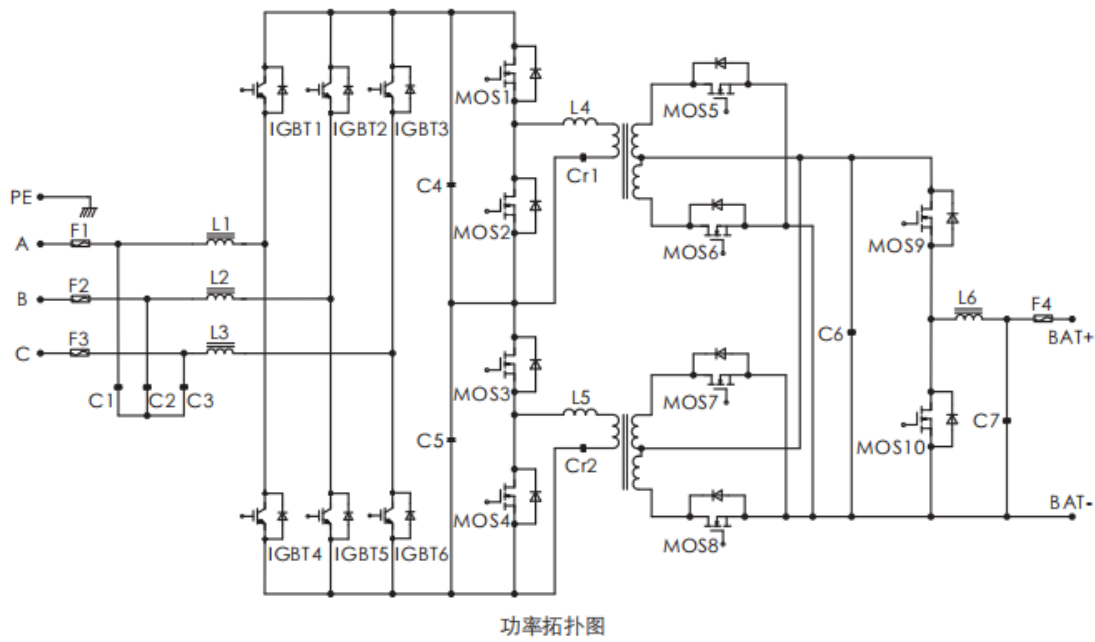 MOS5
MOS1
L4
IGBT1
IGBT2
IGBT3
C4
Cr1
PE
MOS2
MOS6
MOS9
F1
L1
A
F2
L2
B
L6
F4
F3
L3
C6
BAT+
C
MOS3
MOS7
C1
C2
C3
L5
C5
MOS10
C7
Cr2
MOS4
BAT-
IGBT4
IGBT5
IGBT6
MOS8
功率拓扑图